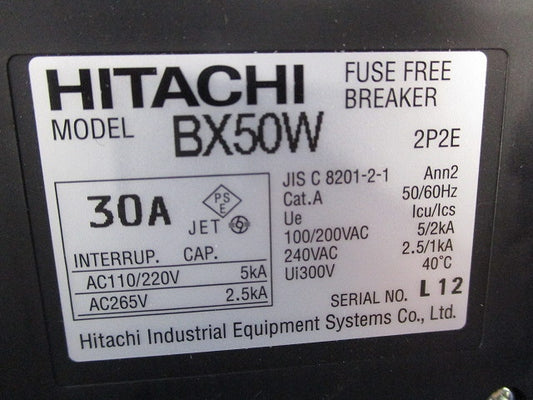 HITACHI FUSE FREE
BREAKER
MODEL BX50W 2P2E
30A
PS
E
JET
INTERRUP. CAP.
AC110/220V 5kA
AC265V 2.5kA
JIS C 8201-2-1 Ann2
Cat.A 50/60Hz
Ue Icu/Ics
100/200VAC 5/2kA
240VAC 2.5/1kA
Ui300V 40°C
SERIAL NO. L 12
Hitachi Industrial Equipment Systems Co., Ltd.